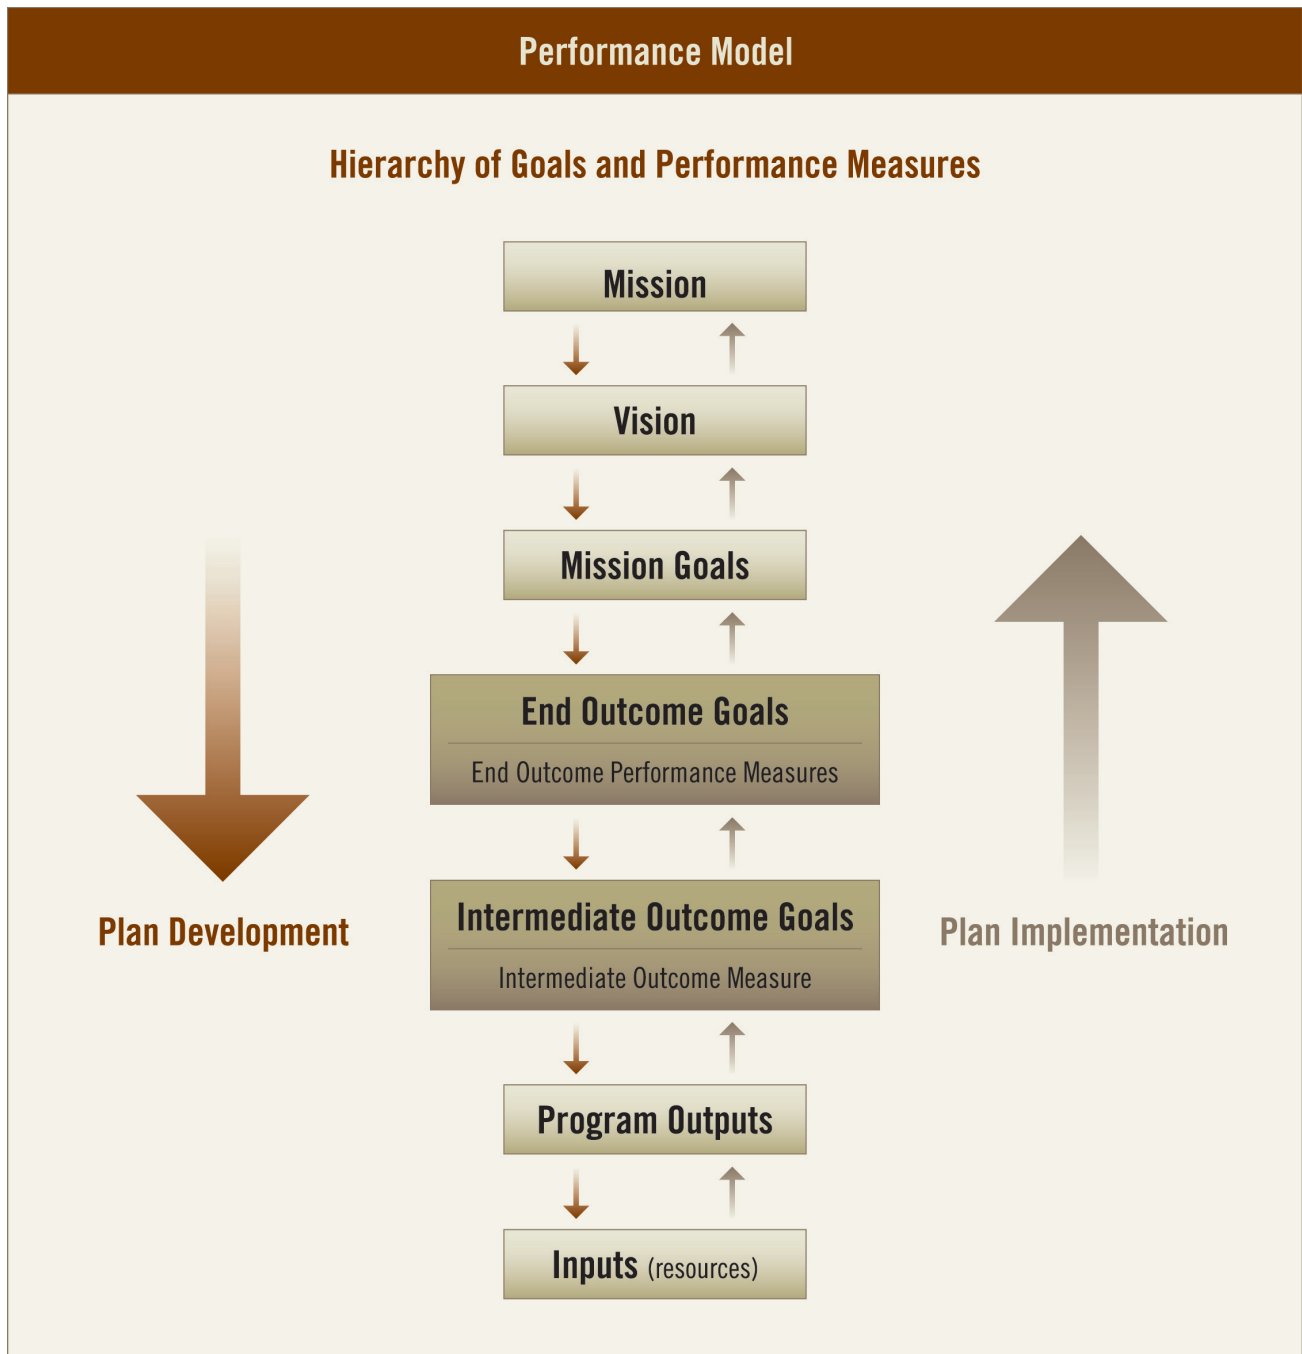 Performance Model
Hierarchy of Goals and Performance Measures
Mission
Vision
Mission Goals
End Outcome Goals
End Outcome Performance Measures
Intermediate Outcome Goals
Intermediate Outcome Measure
Plan Development
Plan Implementation
Program Outputs
Inputs (resources)